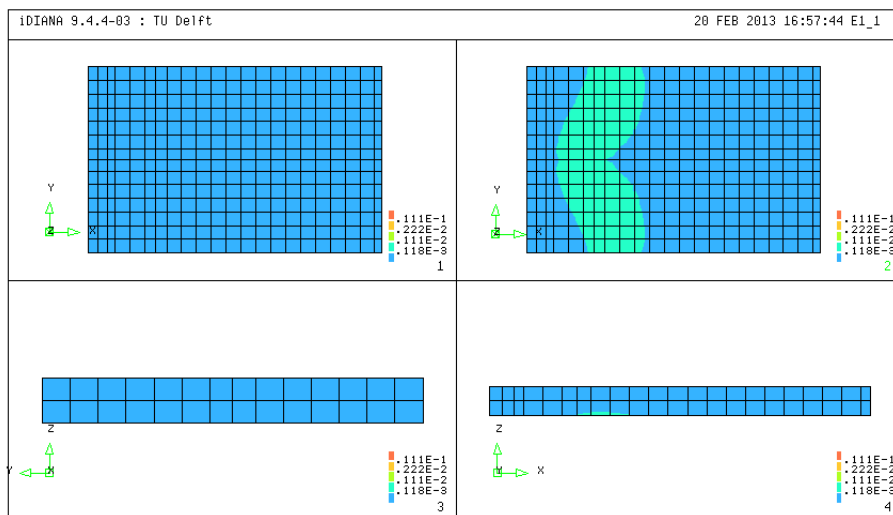 iDIANA 9.4.4-03 : TU Delft 20 FEB 2013 16:57:44 E1_1
Y
Z X
.111E-1
.222E-2
.111E-2
.118E-3
1
Y
Z X
.111E-1
.222E-2
.111E-2
.118E-3
2
Z
Y X
.111E-1
.222E-2
.111E-2
.118E-3
3
Z
Y X
.111E-1
.222E-2
.111E-2
.118E-3
4